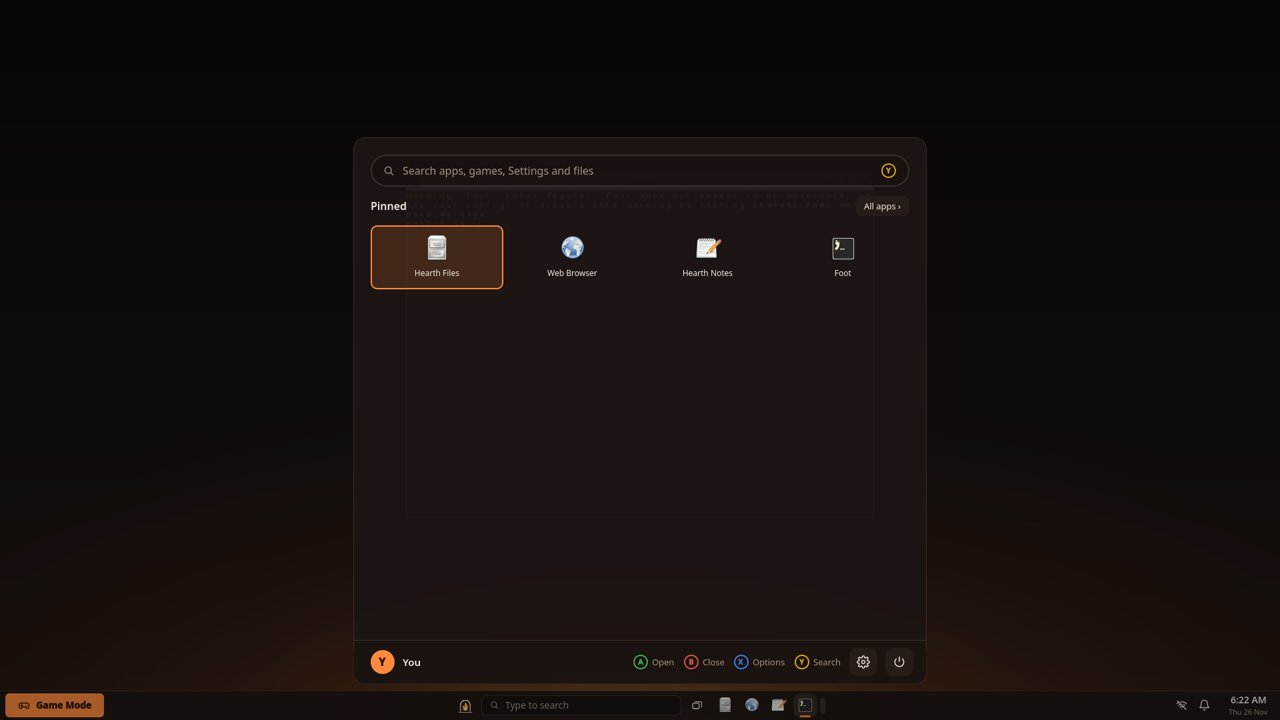 Search apps, games, Settings and files
Y
Pinned
All apps ›
Hearth Files
Web Browser
Hearth Notes
Foot
Y
You
A Open
B Close
X Options
Y Search
Game Mode
Type to search
6:22 AM
Thu 26 Nov